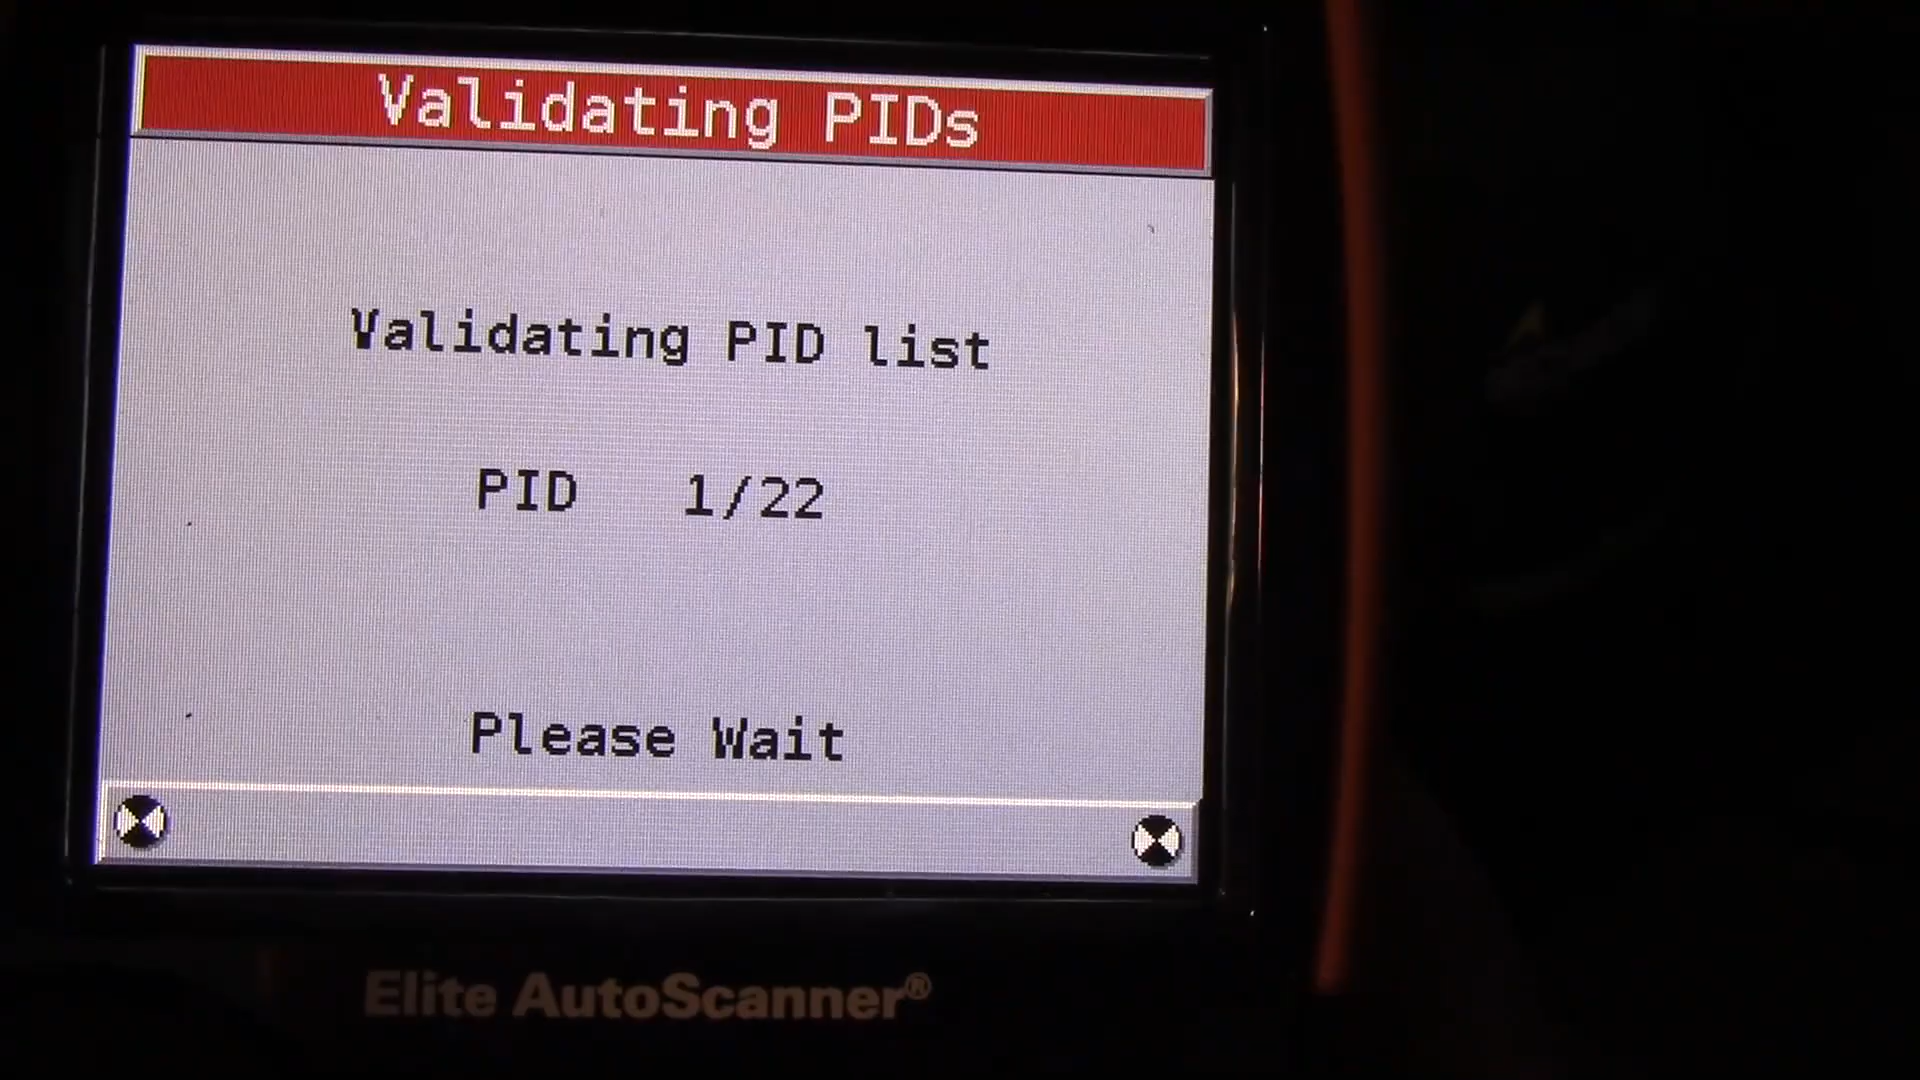 Validating PIDs
Validating PID list
PID 1/22
Please Wait
Elite AutoScanner®